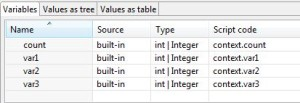 Variables Values as tree Values as table
Name Source Type Script code
count built-in int | Integer context.count
var1 built-in int | Integer context.var1
var2 built-in int | Integer context.var2
var3 built-in int | Integer context.var3